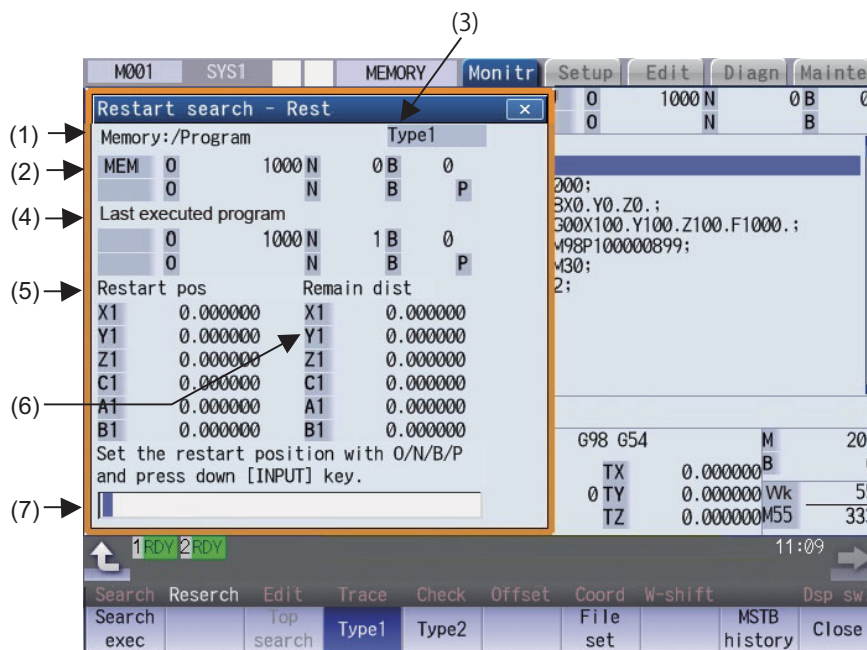 (3)
M001 SYS1 MEMORY Monitr Setup Edit Diagn Mainte
Restart search - Rest ×
O 1000 N 0 B 0
O N B
(1) Memory:/Program Type1
(2) MEM O 1000 N 0 B 0
O N B P
(4) Last executed program
O 1000 N 1 B 0
O N B P
000;
BX0.Y0.Z0.;
G00X100.Y100.Z100.F1000.;
M98P100000899;
M30;
2;
(5) Restart pos Remain dist
X1 0.000000 X1 0.000000
Y1 0.000000 Y1 0.000000
Z1 0.000000 Z1 0.000000
C1 0.000000 C1 0.000000
(6) A1 0.000000 A1 0.000000
B1 0.000000 B1 0.000000
Set the restart position with O/N/B/P
and press down [INPUT] key.
(7)
G98 G54 M 20
TX 0.000000 B
0 TY 0.000000 Wk 5
TZ 0.000000 M55 33
1 RDY 2 RDY 11:09
Search Reserch Edit Trace Check Offset Coord W-shift Dsp sw
Search exec Top search Type1 Type2 File set MSTB history Close